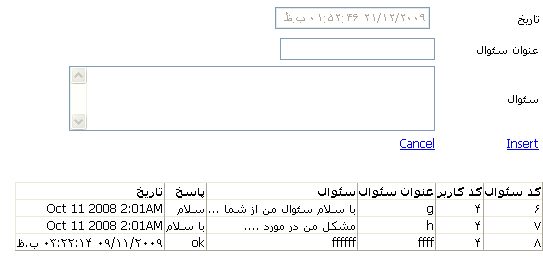 تاریخ ۲۱/۱۲/۲۰۰۹ ۰۱:۵۲:۴۶ ب.ظ
عنوان سئوال
سئوال
Insert Cancel
کد سئوال کد کاربر عنوان سئوال سئوال پاسخ تاریخ
۶ ۴ g با سلام سئوال من از شما ... سلام Oct 11 2008 2:01AM
۷ ۴ h مشکل من در مورد .... با سلام Oct 11 2008 2:01AM
۸ ۴ ffff ffffff ok ۰۹/۱۱/۲۰۰۹ ۰۳:۲۲:۱۴ ب.ظ